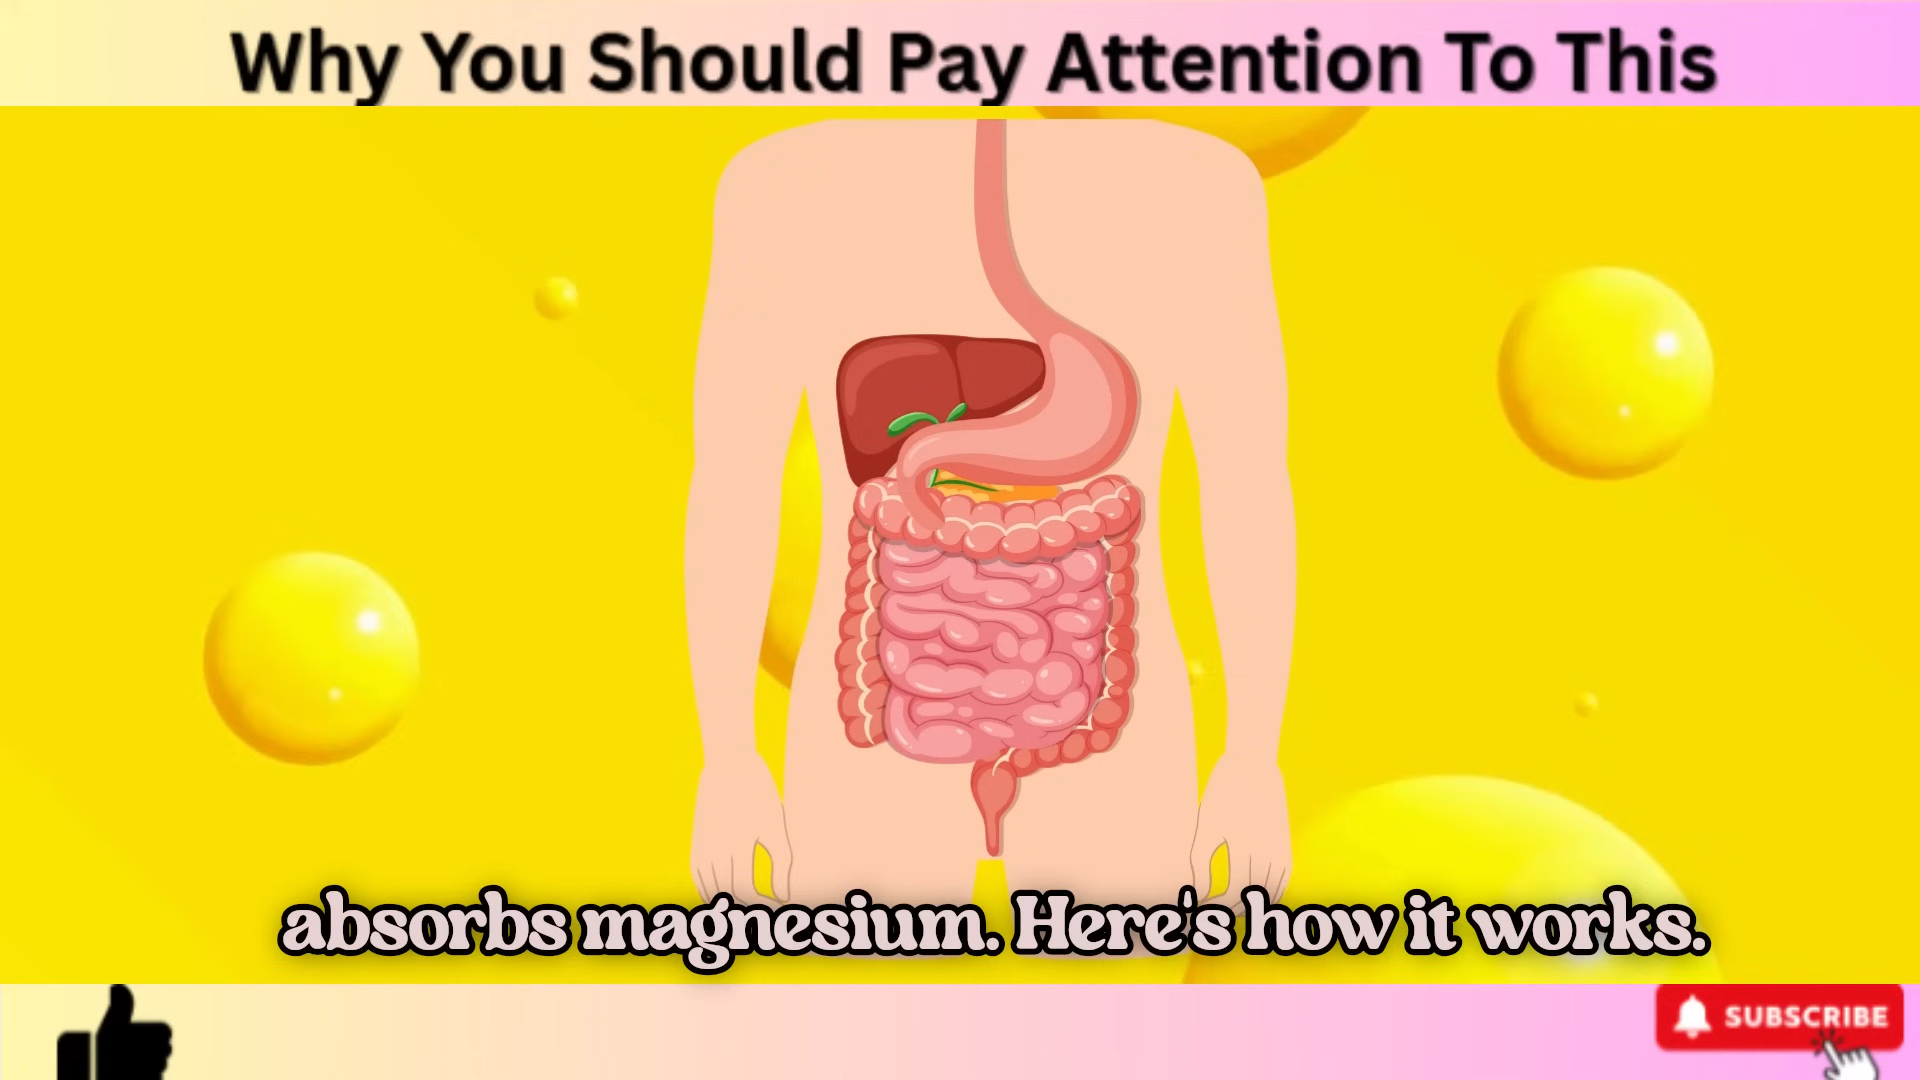 Why You Should Pay Attention To This
absorbs magnesium. Here's how it works.
SUBSCRIBE